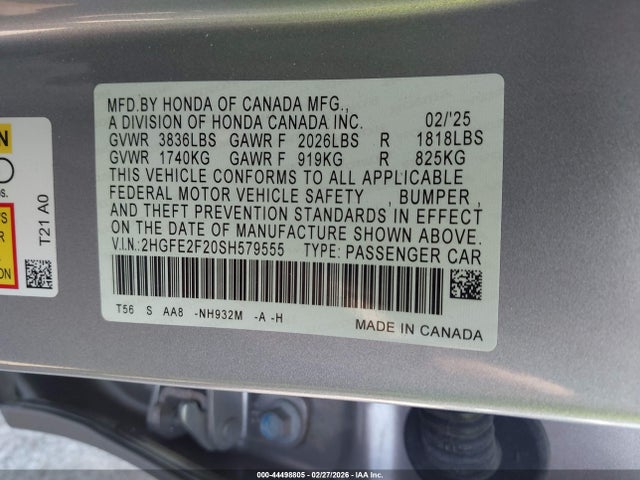 MFD.BY HONDA OF CANADA MFG.,
A DIVISION OF HONDA CANADA INC. 02/'25
GVWR 3836LBS GAWR F 2026LBS R 1818LBS
GVWR 1740KG GAWR F 919KG R 825KG
THIS VEHICLE CONFORMS TO ALL APPLICABLE
FEDERAL MOTOR VEHICLE SAFETY , BUMPER ,
AND THEFT PREVENTION STANDARDS IN EFFECT
ON THE DATE OF MANUFACTURE SHOWN ABOVE.
V.I.N.:2HGFE2F20SH579555 TYPE: PASSENGER CAR
T56 S AA8 -NH932M -A -H
MADE IN CANADA
T21 A0
000-44498805 - 02/27/2026 - IAA Inc.